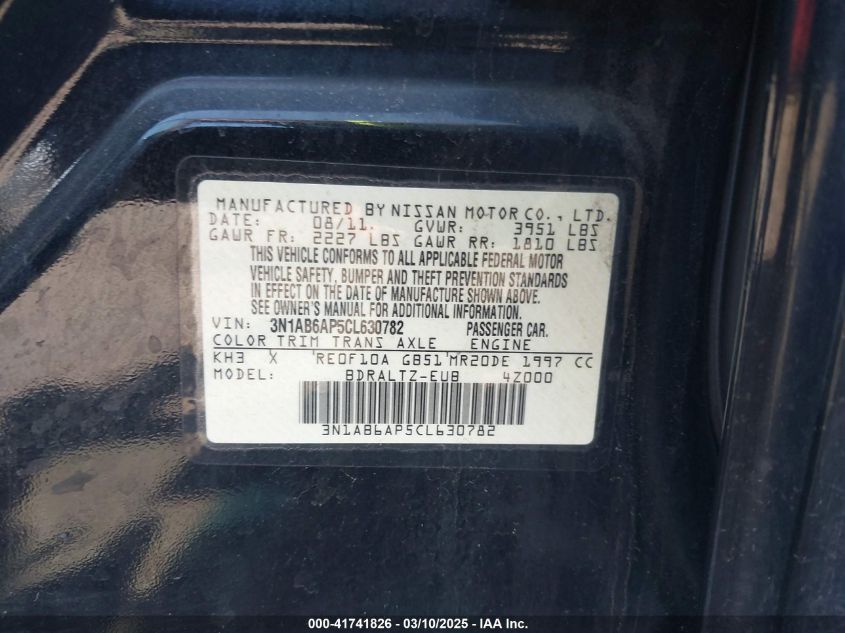 MANUFACTURED BY NISSAN MOTOR CO., LTD.
DATE: 08/11. GVWR: 3951 LBS
GAWR FR: 2227 LBS GAWR RR: 1810 LBS
THIS VEHICLE CONFORMS TO ALL APPLICABLE FEDERAL MOTOR
VEHICLE SAFETY, BUMPER AND THEFT PREVENTION STANDARDS
IN EFFECT ON THE DATE OF MANUFACTURE SHOWN ABOVE.
SEE OWNER'S MANUAL FOR ADDITIONAL INFORMATION.
VIN: 3N1AB6AP5CL630782 PASSENGER CAR.
COLOR TRIM TRANS AXLE ENGINE
KH3 X 'RE0F10A GB51'MR20DE 1997 CC
MODEL: BDRALTZ-EUB 4Z000
3N1AB6AP5CL630782
000-41741826 - 03/10/2025 - IAA Inc.